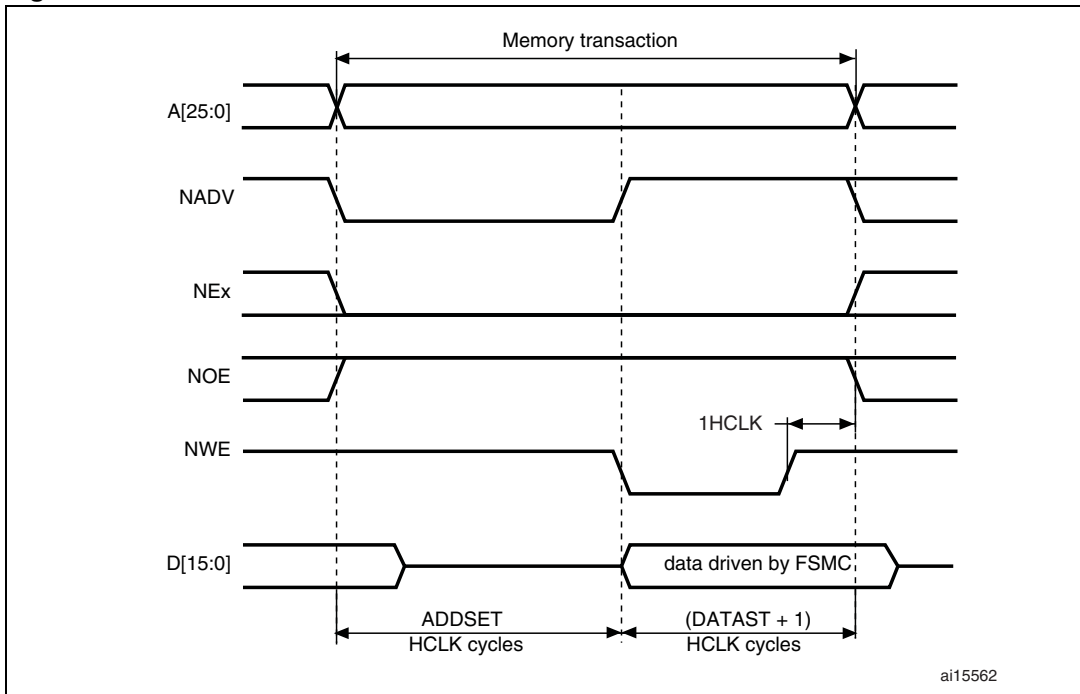 Memory transaction
A[25:0]
NADV
NEx
NOE
1HCLK
NWE
D[15:0]
data driven by FSMC
ADDSET
HCLK cycles
(DATAST + 1)
HCLK cycles
ai15562